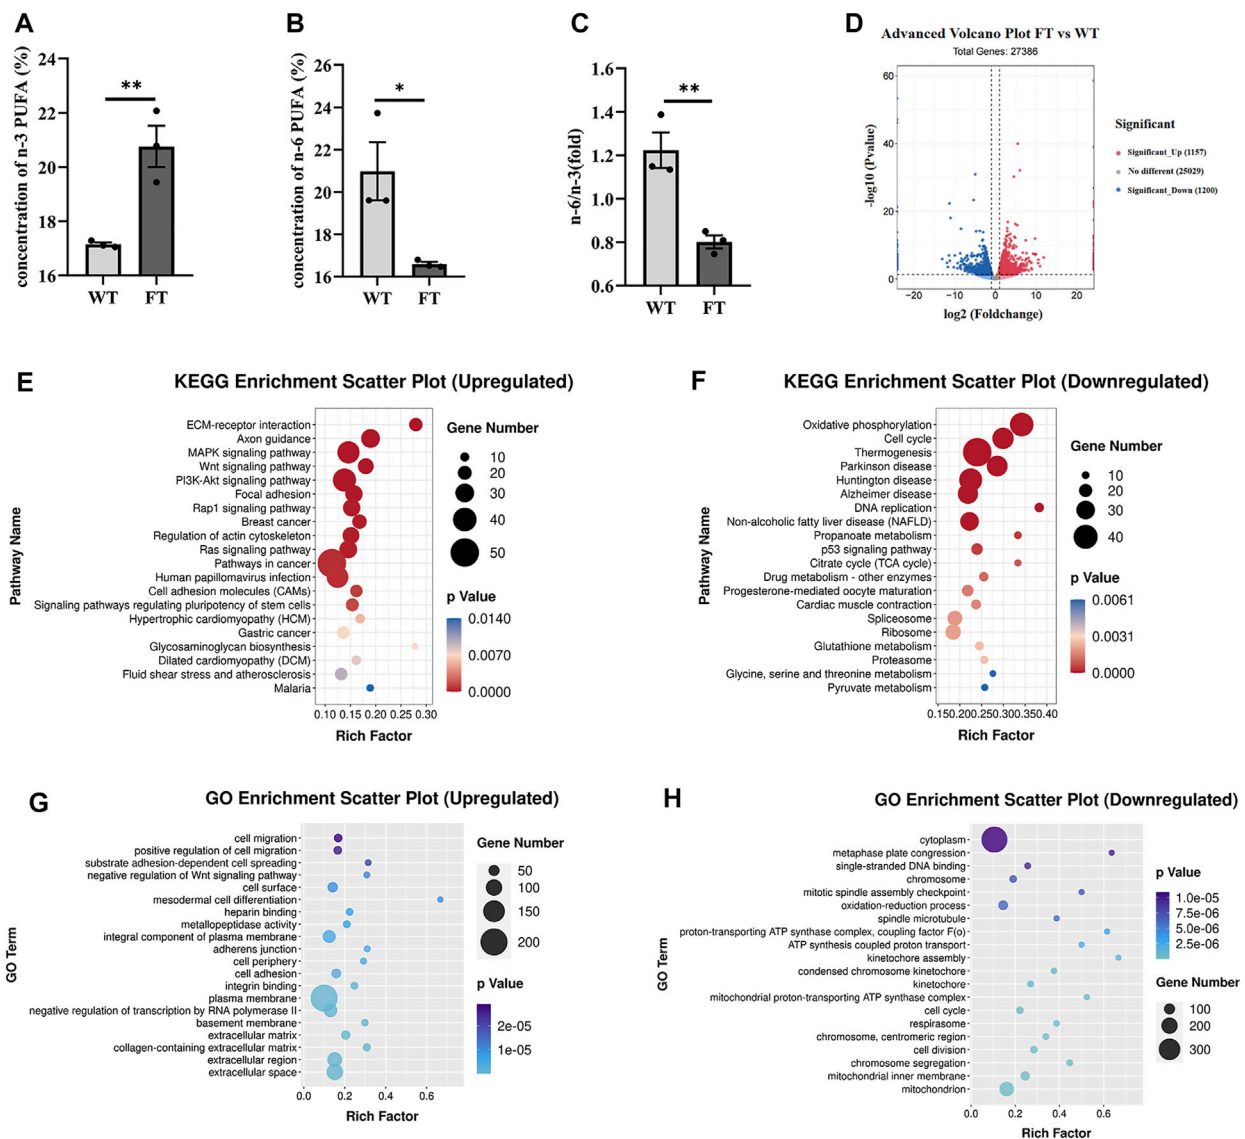 A
concentration of n-3 PUFA (%)
24
22
20
18
16
**
WT
FT
B
concentration of n-6 PUFA (%)
26
24
22
20
18
16
*
WT
FT
C
n-6/n-3(fold)
1.6
1.4
1.2
1.0
0.8
0.6
**
WT
FT
D
Advanced Volcano Plot FT vs WT
Total Genes: 27386
-log10 (Pvalue)
60
40
20
0
−20
−10
0
10
20
log2 (Foldchange)
Significant
Significant_Up (1157)
No different (25029)
Significant_Down (1200)
E
KEGG Enrichment Scatter Plot (Upregulated)
Pathway Name
ECM-receptor interaction
Axon guidance
MAPK signaling pathway
Wnt signaling pathway
PI3K-Akt signaling pathway
Focal adhesion
Rap1 signaling pathway
Breast cancer
Regulation of actin cytoskeleton
Ras signaling pathway
Pathways in cancer
Human papillomavirus infection
Cell adhesion molecules (CAMs)
Signaling pathways regulating pluripotency of stem cells
Hypertrophic cardiomyopathy (HCM)
Gastric cancer
Glycosaminoglycan biosynthesis
Dilated cardiomyopathy (DCM)
Fluid shear stress and atherosclerosis
Malaria
0.10 0.15 0.20 0.25 0.30
Rich Factor
Gene Number
10
20
30
40
50
p Value
0.0140
0.0070
0.0000
F
KEGG Enrichment Scatter Plot (Downregulated)
Pathway Name
Oxidative phosphorylation
Cell cycle
Thermogenesis
Parkinson disease
Huntington disease
Alzheimer disease
DNA replication
Non-alcoholic fatty liver disease (NAFLD)
Propanoate metabolism
p53 signaling pathway
Citrate cycle (TCA cycle)
Drug metabolism - other enzymes
Progesterone-mediated oocyte maturation
Cardiac muscle contraction
Spliceosome
Ribosome
Glutathione metabolism
Proteasome
Glycine, serine and threonine metabolism
Pyruvate metabolism
0.15 0.20 0.25 0.30 0.35 0.40
Rich Factor
Gene Number
10
20
30
40
p Value
0.0061
0.0031
0.0000
G
GO Enrichment Scatter Plot (Upregulated)
GO Term
cell migration
positive regulation of cell migration
substrate adhesion-dependent cell spreading
negative regulation of Wnt signaling pathway
cell surface
mesodermal cell differentiation
heparin binding
metallopeptidase activity
integral component of plasma membrane
adherens junction
cell periphery
cell adhesion
integrin binding
plasma membrane
negative regulation of transcription by RNA polymerase II
basement membrane
extracellular matrix
collagen-containing extracellular matrix
extracellular region
extracellular space
0.0 0.2 0.4 0.6
Rich Factor
Gene Number
50
100
150
200
p Value
2e-05
1e-05
H
GO Enrichment Scatter Plot (Downregulated)
GO Term
cytoplasm
metaphase plate congression
single-stranded DNA binding
chromosome
mitotic spindle assembly checkpoint
oxidation-reduction process
spindle microtubule
proton-transporting ATP synthase complex, coupling factor F(o)
ATP synthesis coupled proton transport
kinetochore assembly
condensed chromosome kinetochore
kinetochore
mitochondrial proton-transporting ATP synthase complex
cell cycle
respirasome
chromosome, centromeric region
cell division
chromosome segregation
mitochondrial inner membrane
mitochondrion
0.0 0.2 0.4 0.6
Rich Factor
p Value
1.0e-05
7.5e-06
5.0e-06
2.5e-06
Gene Number
100
200
300